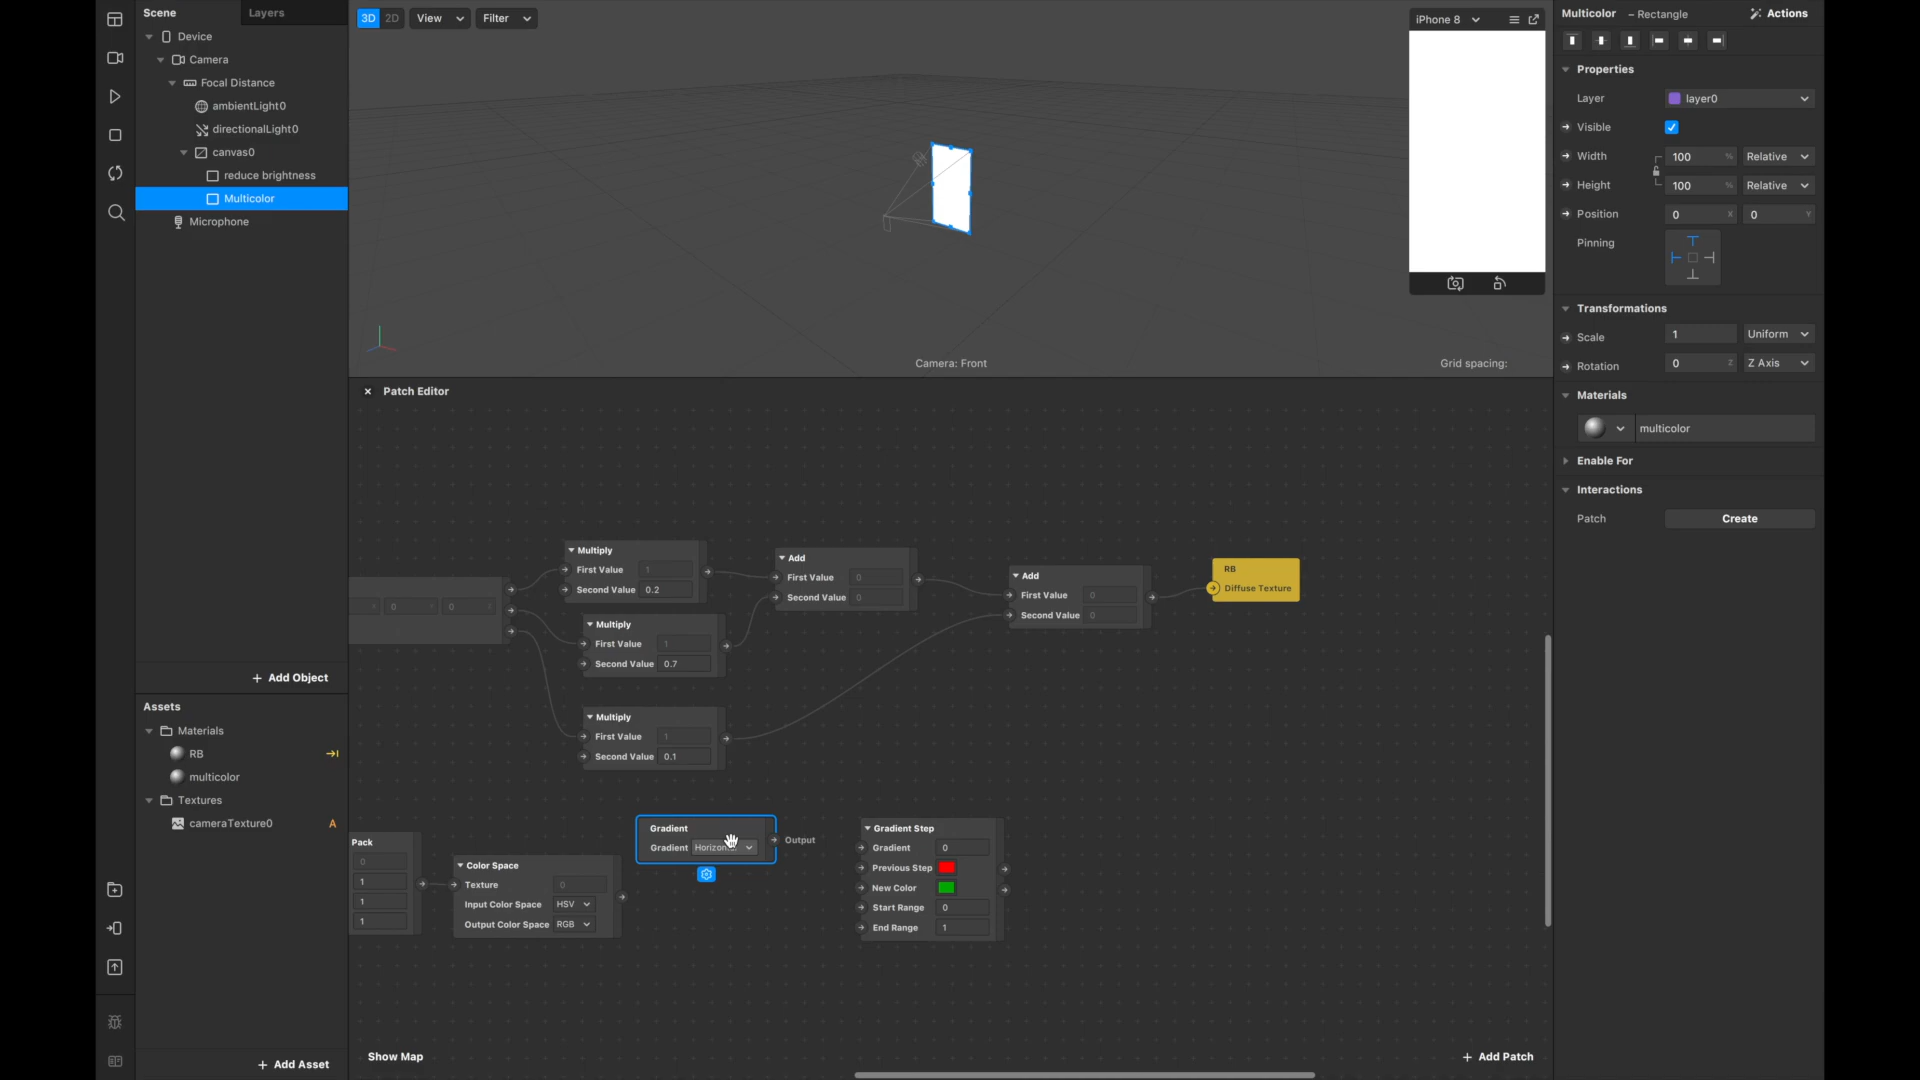 Scene
Layers
Device
Camera
Focal Distance
ambientLight0
directionalLight0
canvas0
reduce brightness
Multicolor
Microphone
+ Add Object
Assets
Materials
RB
multicolor
Textures
cameraTexture0 A
+ Add Asset
3D 2D View Filter
Camera: Front
Grid spacing:
iPhone 8
Patch Editor
Multiply
First Value 1
Second Value 0.2
Multiply
First Value 1
Second Value 0.7
Multiply
First Value 1
Second Value 0.1
Add
First Value 0
Second Value 0
Add
First Value 0
Second Value 0
RB
Diffuse Texture
0 0
Pack
0
1
1
1
Color Space
Texture 0
Input Color Space HSV
Output Color Space RGB
Gradient
Gradient
Output
Gradient Step
Gradient 0
Previous Step
New Color
Start Range 0
End Range 1
Show Map
+ Add Patch
Multicolor – Rectangle
Actions
Properties
Layer layer0
Visible
Width 100 % Relative
Height 100 % Relative
Position 0 X 0 Y
Pinning
Transformations
Scale 1 Uniform
Rotation 0 Z Z Axis
Materials
multicolor
Enable For
Interactions
Patch Create